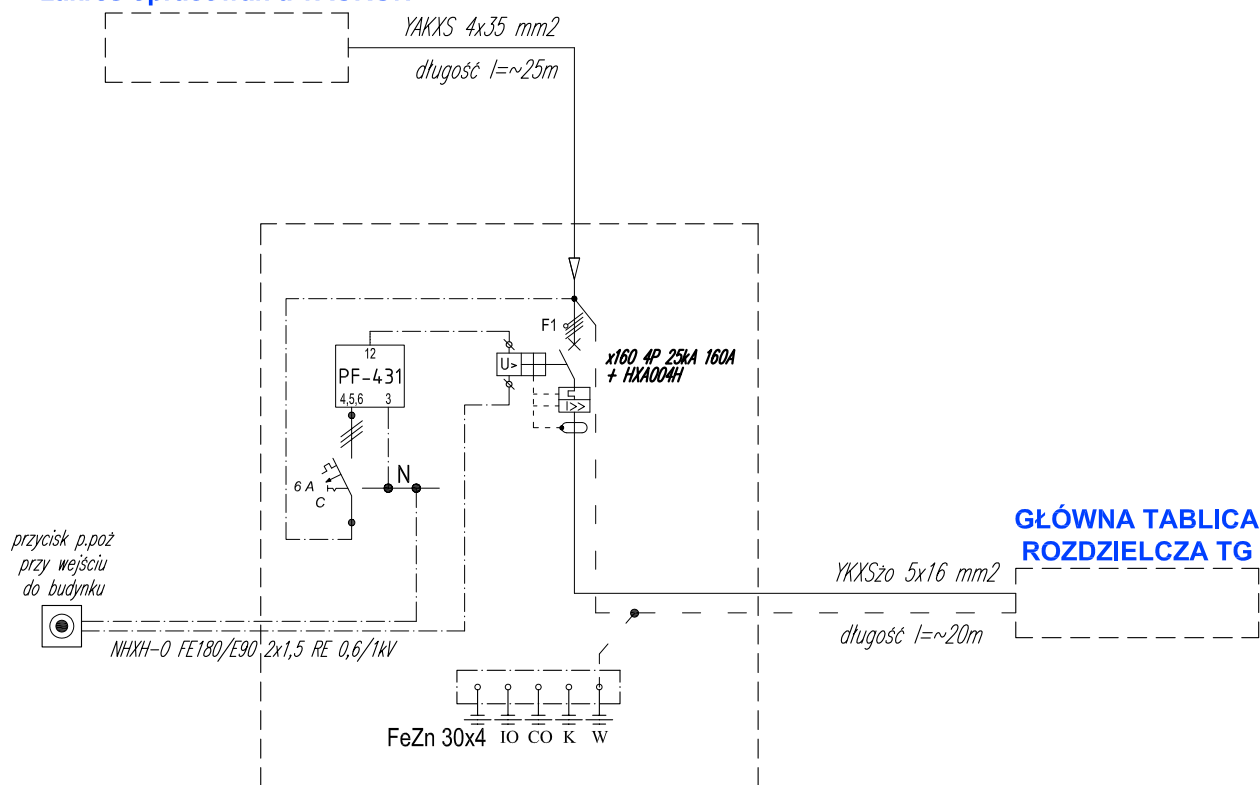 YAKXS 4x35 mm2
długość l=~25m
F1
12
PF-431
4,5,6 3
U>
x160 4P 25kA 160A
+ HXA004H
I>>
6 A
C
N
przycisk p.poż
przy wejściu
do budynku
NHXH-O FE180/E90 2x1,5 RE 0,6/1kV
GŁÓWNA TABLICA
ROZDZIELCZA TG
YKXSżo 5x16 mm2
długość l=~20m
FeZn 30x4 IO CO K W